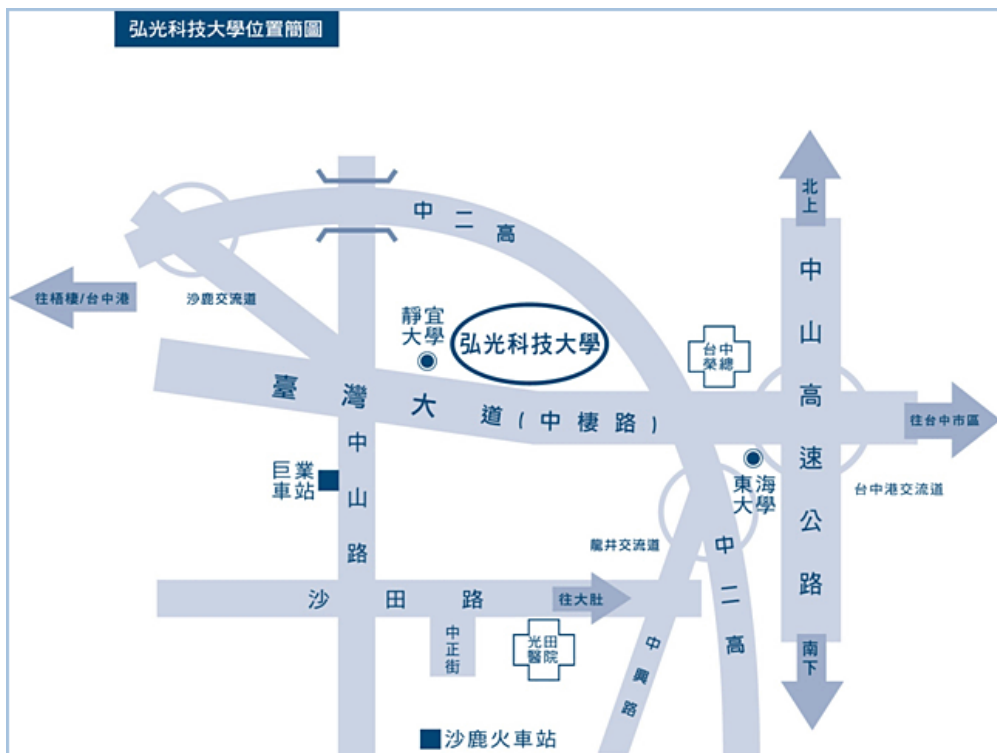 弘光科技大學位置簡圖
北上
中二高
中山高速公路
往梧棲/台中港
沙鹿交流道
靜宜
大學
弘光科技大學
台中
榮總
臺灣大道(中棲路)
往台中市區
巨業
車站
中山路
東海
大學
台中港交流道
龍井交流道
中二高
沙田路
往大肚
中正街
光田
醫院
中興路
南下
沙鹿火車站